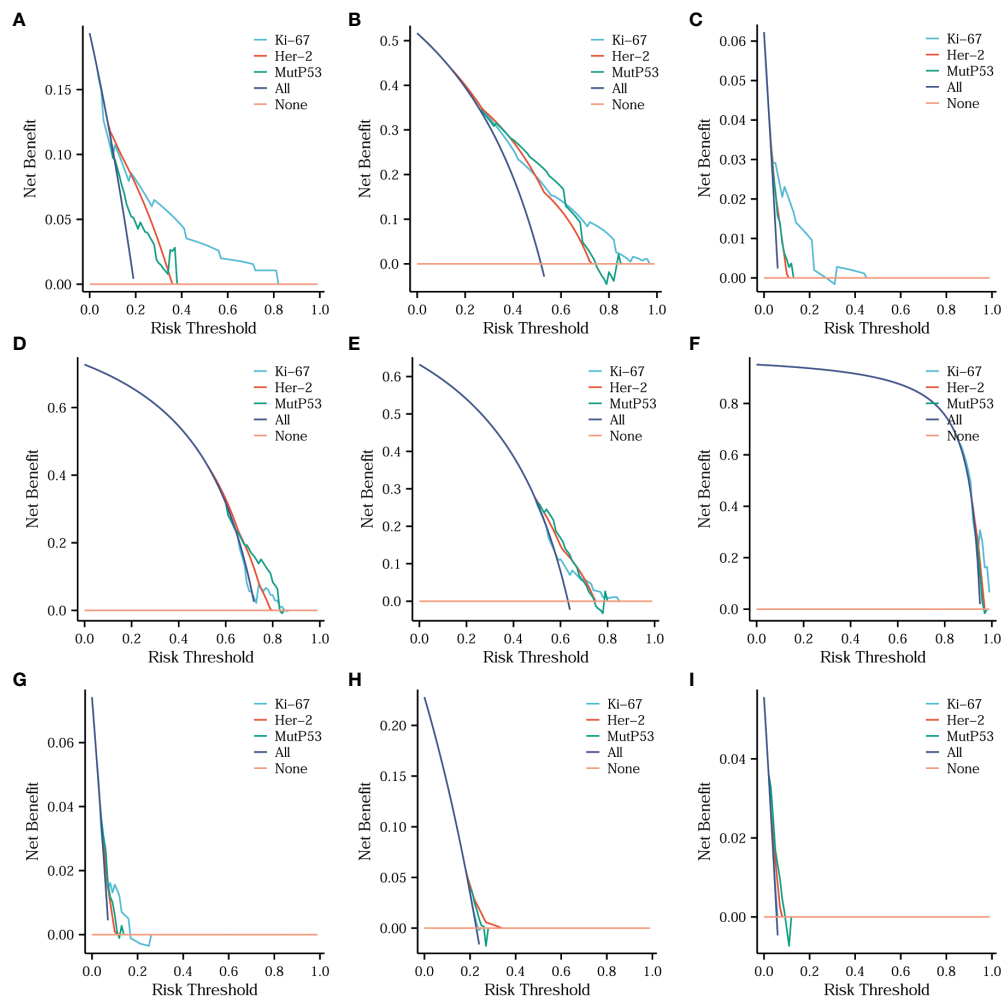 A
Net Benefit
0.15
0.10
0.05
0.00
Ki−67
Her−2
MutP53
All
None
0.0 0.2 0.4 0.6 0.8 1.0
Risk Threshold
B
Net Benefit
0.5
0.4
0.3
0.2
0.1
0.0
Ki−67
Her−2
MutP53
All
None
0.0 0.2 0.4 0.6 0.8 1.0
Risk Threshold
C
Net Benefit
0.06
0.05
0.04
0.03
0.02
0.01
0.00
Ki−67
Her−2
MutP53
All
None
0.0 0.2 0.4 0.6 0.8 1.0
Risk Threshold
D
Net Benefit
0.6
0.4
0.2
0.0
Ki−67
Her−2
MutP53
All
None
0.0 0.2 0.4 0.6 0.8 1.0
Risk Threshold
E
Net Benefit
0.6
0.5
0.4
0.3
0.2
0.1
0.0
Ki−67
Her−2
MutP53
All
None
0.0 0.2 0.4 0.6 0.8 1.0
Risk Threshold
F
Net Benefit
0.8
0.6
0.4
0.2
0.0
Ki−67
Her−2
MutP53
All
None
0.0 0.2 0.4 0.6 0.8 1.0
Risk Threshold
G
Net Benefit
0.06
0.04
0.02
0.00
Ki−67
Her−2
MutP53
All
None
0.0 0.2 0.4 0.6 0.8 1.0
Risk Threshold
H
Net Benefit
0.20
0.15
0.10
0.05
0.00
Ki−67
Her−2
MutP53
All
None
0.0 0.2 0.4 0.6 0.8 1.0
Risk Threshold
I
Net Benefit
0.04
0.02
0.00
Ki−67
Her−2
MutP53
All
None
0.0 0.2 0.4 0.6 0.8 1.0
Risk Threshold